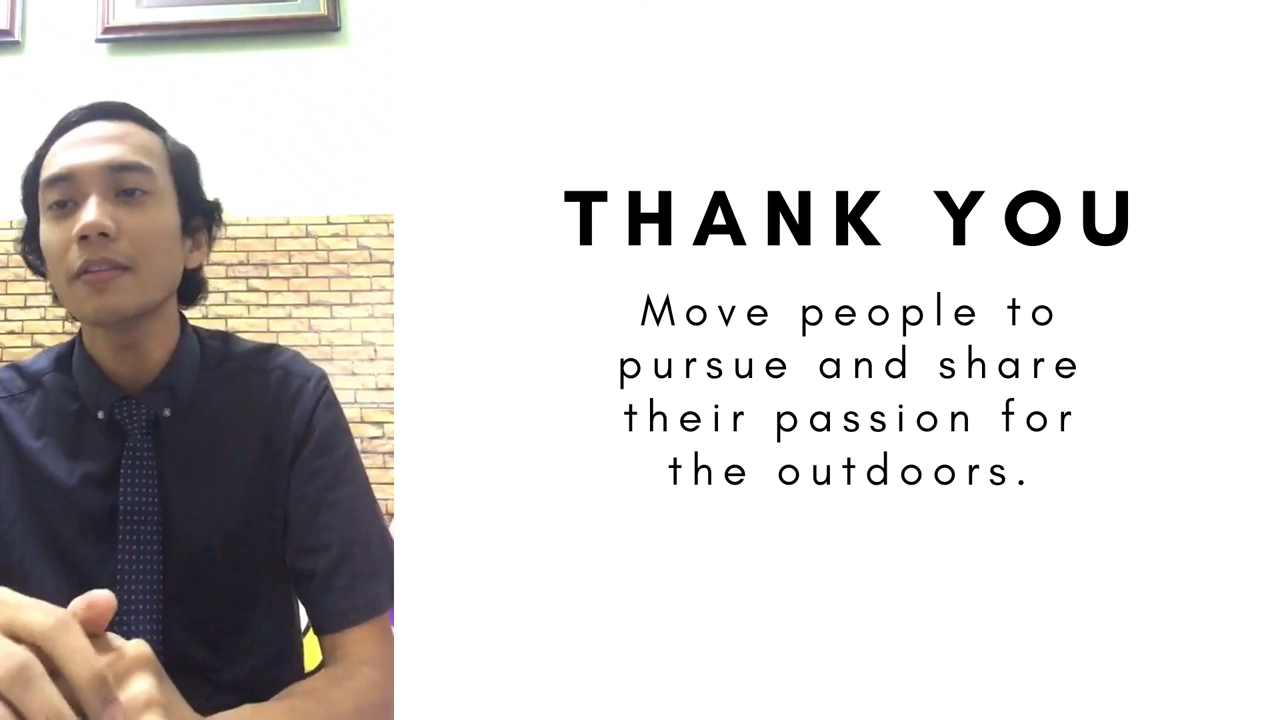 THANK YOU
Move people to
pursue and share
their passion for
the outdoors.